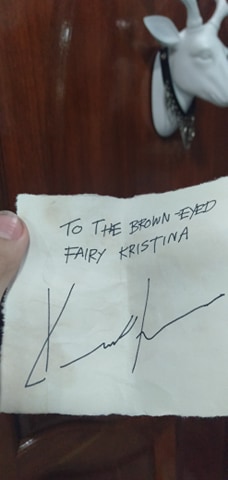 TO THE BROWN EYED
FAIRY KRISTINA